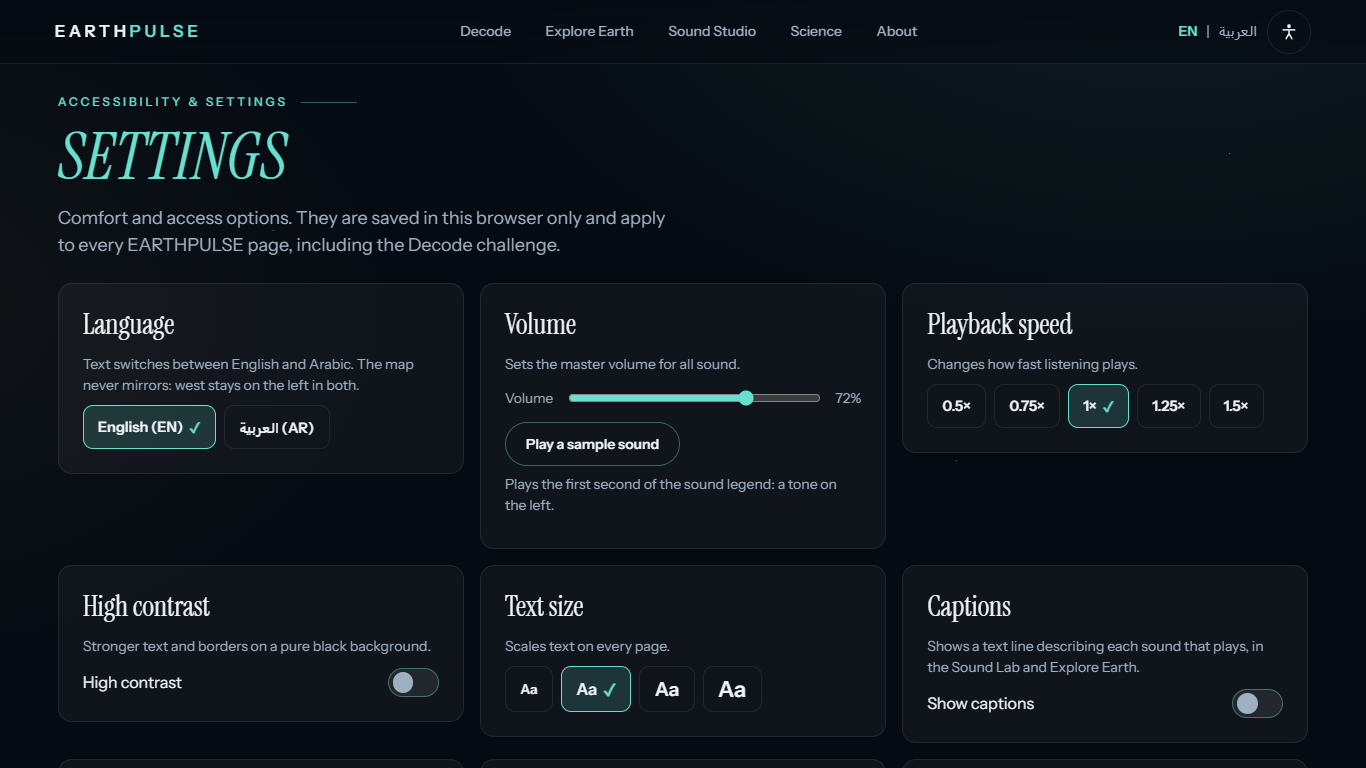 EARTHPULSE
Decode
Explore Earth
Sound Studio
Science
About
EN | العربية
ACCESSIBILITY & SETTINGS
SETTINGS
Comfort and access options. They are saved in this browser only and apply
to every EARTHPULSE page, including the Decode challenge.
Language
Text switches between English and Arabic. The map
never mirrors: west stays on the left in both.
English (EN) ✓
العربية (AR)
Volume
Sets the master volume for all sound.
Volume 72%
Play a sample sound
Plays the first second of the sound legend: a tone on
the left.
Playback speed
Changes how fast listening plays.
0.5× 0.75× 1× ✓ 1.25× 1.5×
High contrast
Stronger text and borders on a pure black background.
High contrast
Text size
Scales text on every page.
Aa Aa ✓ Aa Aa
Captions
Shows a text line describing each sound that plays, in
the Sound Lab and Explore Earth.
Show captions